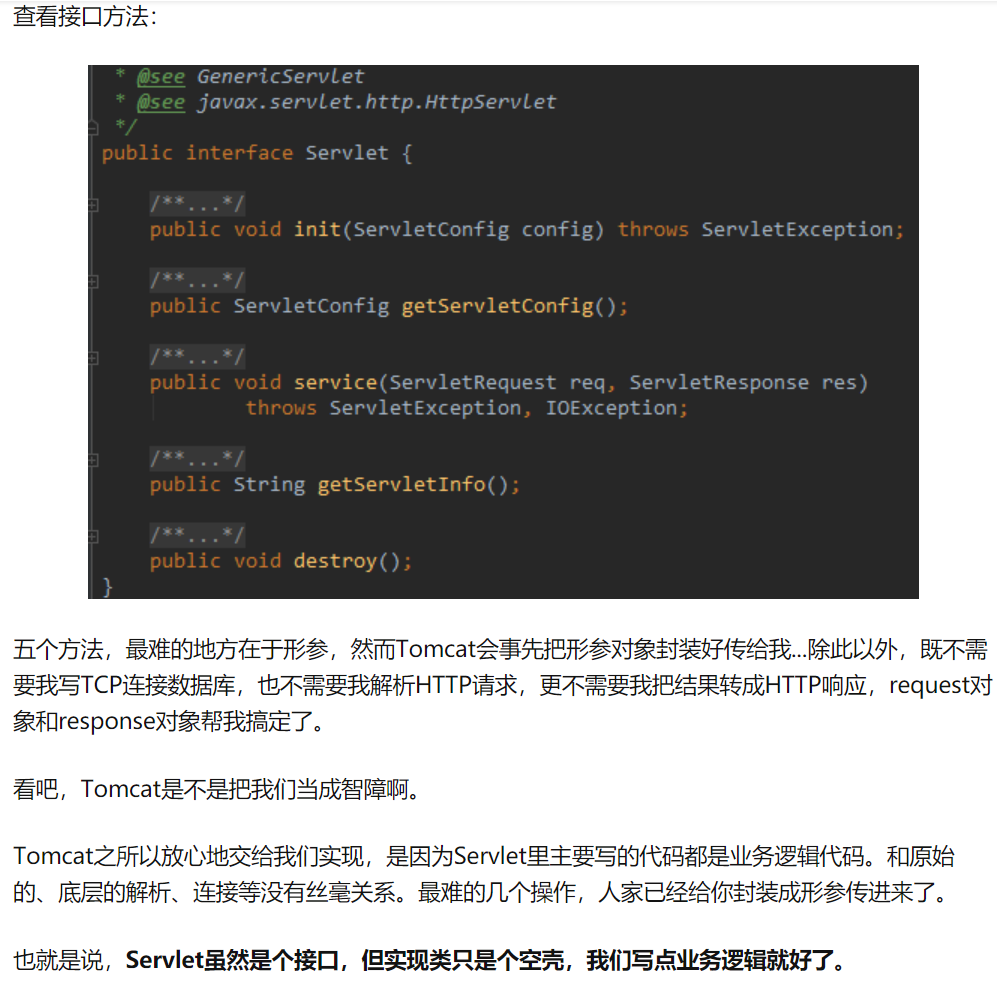 查看接口方法：
* @see GenericServlet
* @see javax.servlet.http.HttpServlet
*/
public interface Servlet {
/**...*/
public void init(ServletConfig config) throws ServletException;
/**...*/
public ServletConfig getServletConfig();
/**...*/
public void service(ServletRequest req, ServletResponse res)
throws ServletException, IOException;
/**...*/
public String getServletInfo();
/**...*/
public void destroy();
}
五个方法，最难的地方在于形参，然而Tomcat会事先把形参对象封装好传给我...除此以外，既不需
要我写TCP连接数据库，也不需要我解析HTTP请求，更不需要我把结果转成HTTP响应，request对
象和response对象帮我搞定了。
看吧，Tomcat是不是把我们当成智障啊。
Tomcat之所以放心地交给我们实现，是因为Servlet里主要写的代码都是业务逻辑代码。和原始
的、底层的解析、连接等没有丝毫关系。最难的几个操作，人家已经给你封装成形参传进来了。
也就是说，Servlet虽然是个接口，但实现类只是个空壳，我们写点业务逻辑就好了。